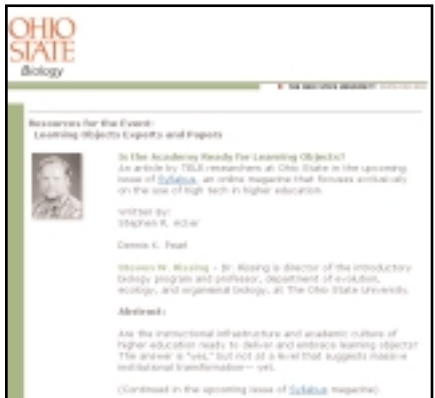 OHIO
STATE
Biology
THE OHIO STATE UNIVERSITY
Resources for the Event:
Learning Objects Experts and Papers
Is the Academy Ready for Learning Objects?
An article by TELR researchers at Ohio State in the upcoming
issue of Syllabus, an online magazine that focuses exclusively
on the use of high tech in higher education.
Written By:
Stephen R. Acker
Dennis K. Pearl
Steven W. Rissing - Dr. Rissing is director of the introductory
biology program and professor, department of evolution,
ecology, and organismal biology, at The Ohio State University.
Abstract:
Are the instructional infrastructure and academic culture of
higher education ready to deliver and embrace learning objects?
The answer is "yes," but not at a level that suggests massive
institutional transformation— yet.
(Continued in the upcoming issue of Syllabus magazine)